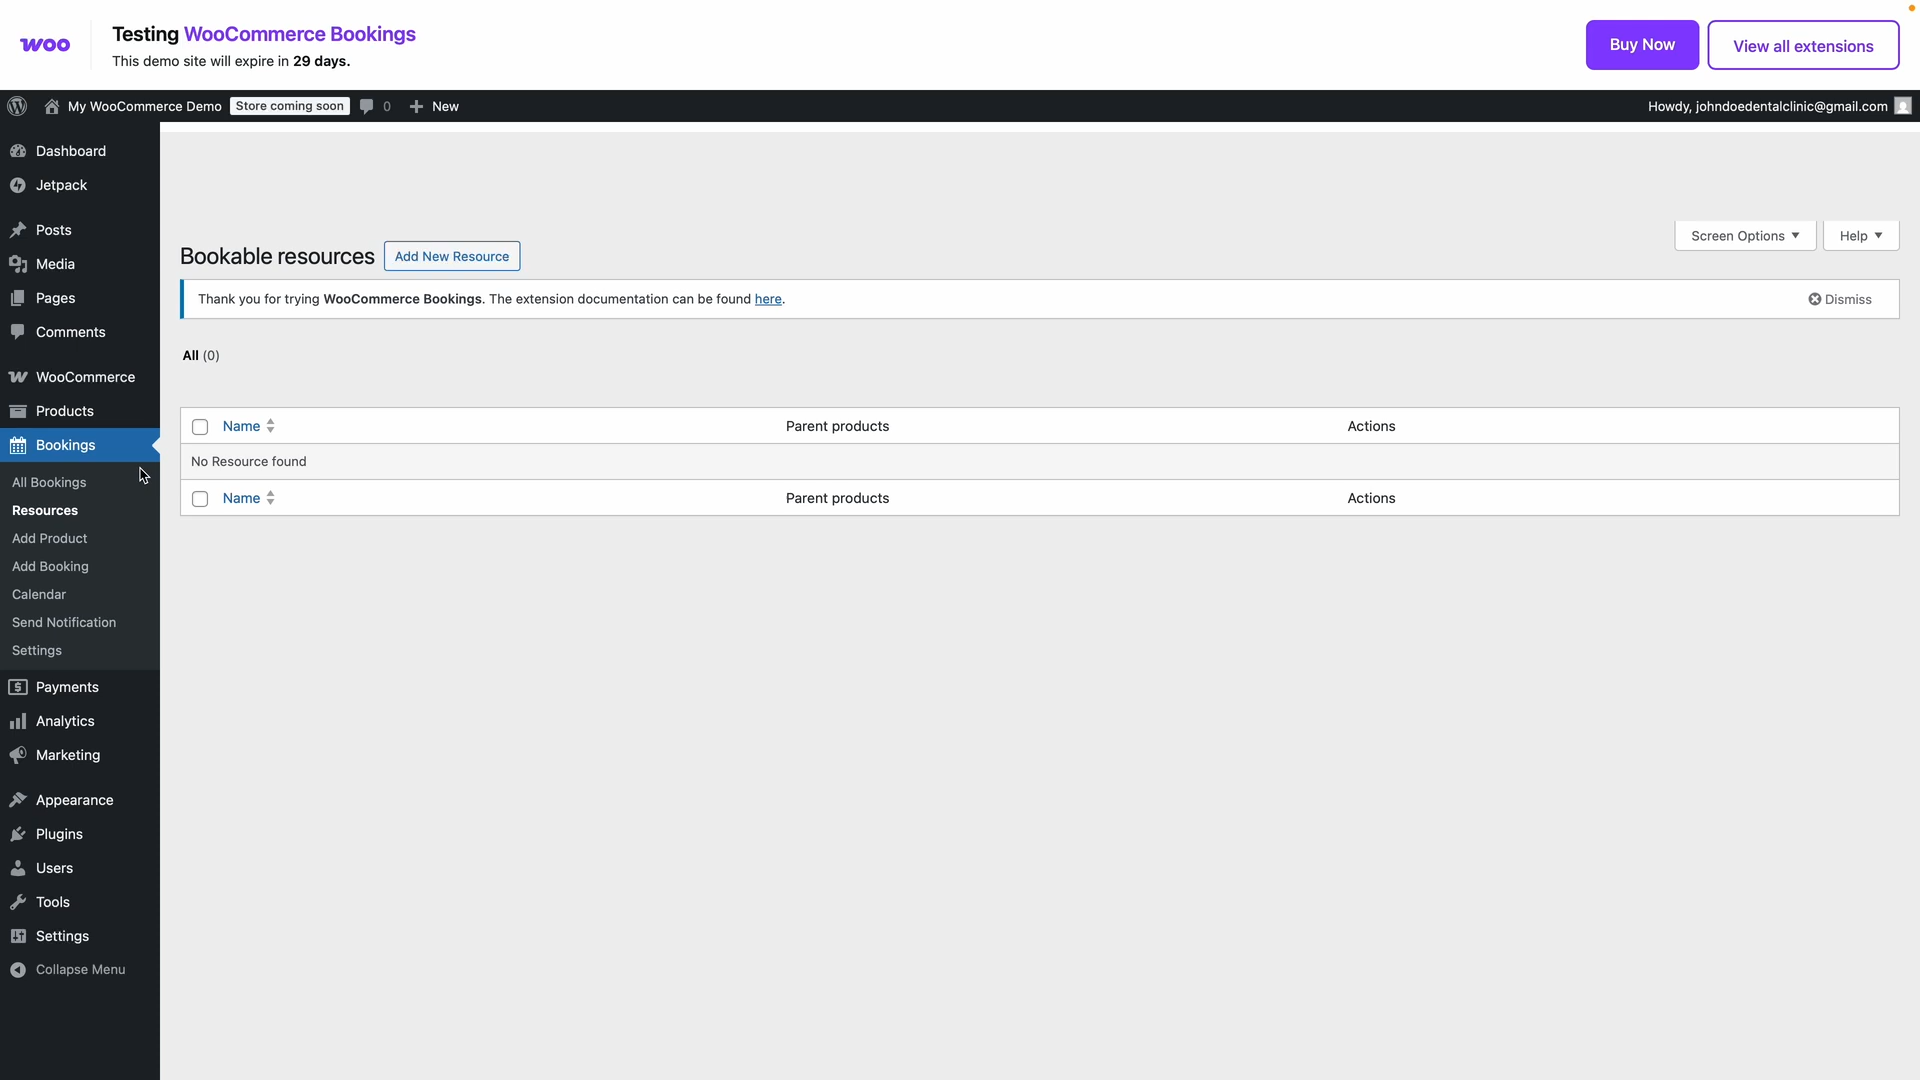 woo
Testing WooCommerce Bookings
This demo site will expire in 29 days.
Buy Now
View all extensions
My WooCommerce Demo
Store coming soon
0
New
Howdy, johndoedentalclinic@gmail.com
Dashboard
Jetpack
Posts
Media
Pages
Comments
WooCommerce
Products
Bookings
All Bookings
Resources
Add Product
Add Booking
Calendar
Send Notification
Settings
Payments
Analytics
Marketing
Appearance
Plugins
Users
Tools
Settings
Collapse Menu
Screen Options
Help
Bookable resources
Add New Resource
Thank you for trying WooCommerce Bookings. The extension documentation can be found here.
Dismiss
All (0)
Name Parent products Actions
No Resource found
Name Parent products Actions